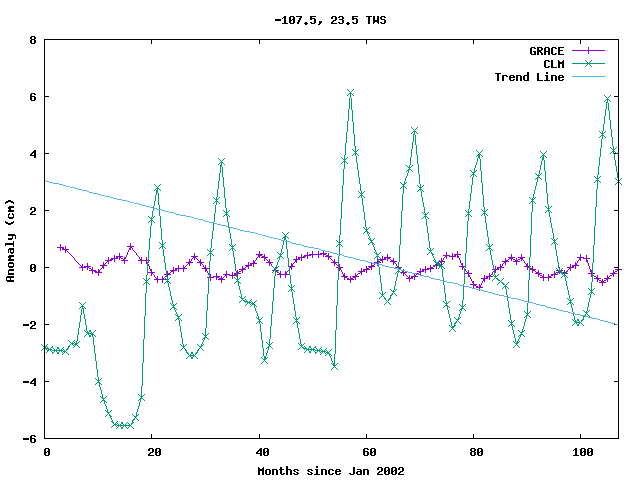 -107.5, 23.5 TWS
GRACE
CLM
Trend Line
8
6
4
2
0
-2
-4
-6
Anomaly (cm)
0 20 40 60 80 100
Months since Jan 2002